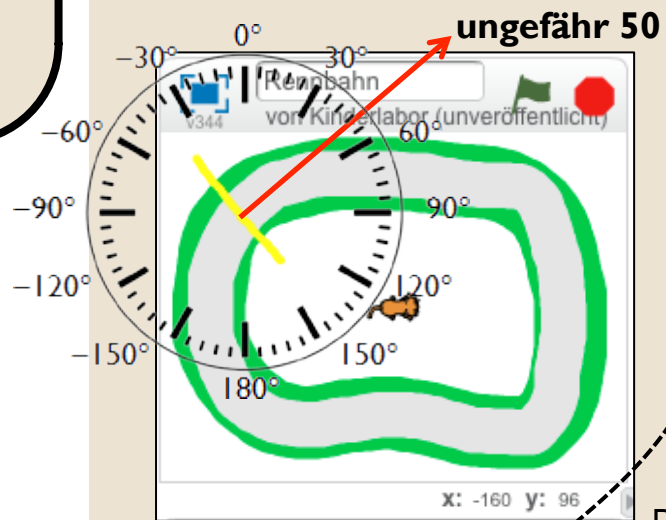 ungefähr 50
0°
−30° 30°
Rennbahn
v344 von Kinderlabor (unveröffentlicht)
−60° 60°
−90° 90°
−120° 120°
−150° 150°
180°
x: -160 y: 96